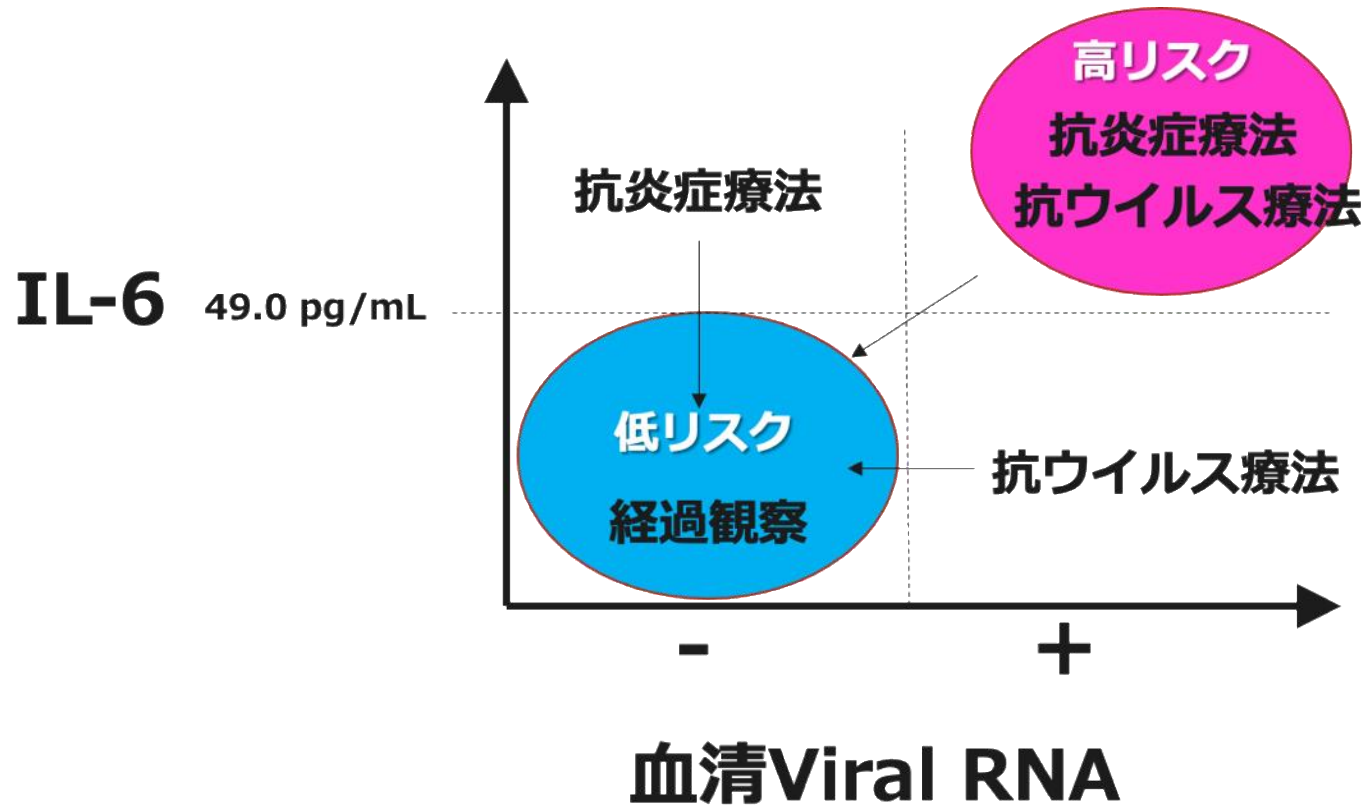 高リスク
抗炎症療法
抗ウイルス療法
抗炎症療法
IL-6 49.0 pg/mL
低リスク
経過観察
抗ウイルス療法
- +
血清Viral RNA